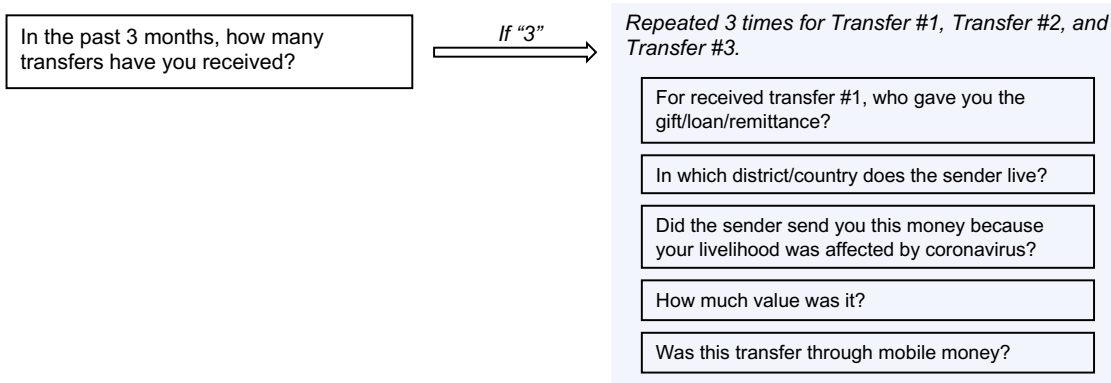 In the past 3 months, how many
transfers have you received?
If “3”
Repeated 3 times for Transfer #1, Transfer #2, and
Transfer #3.
For received transfer #1, who gave you the
gift/loan/remittance?
In which district/country does the sender live?
Did the sender send you this money because
your livelihood was affected by coronavirus?
How much value was it?
Was this transfer through mobile money?